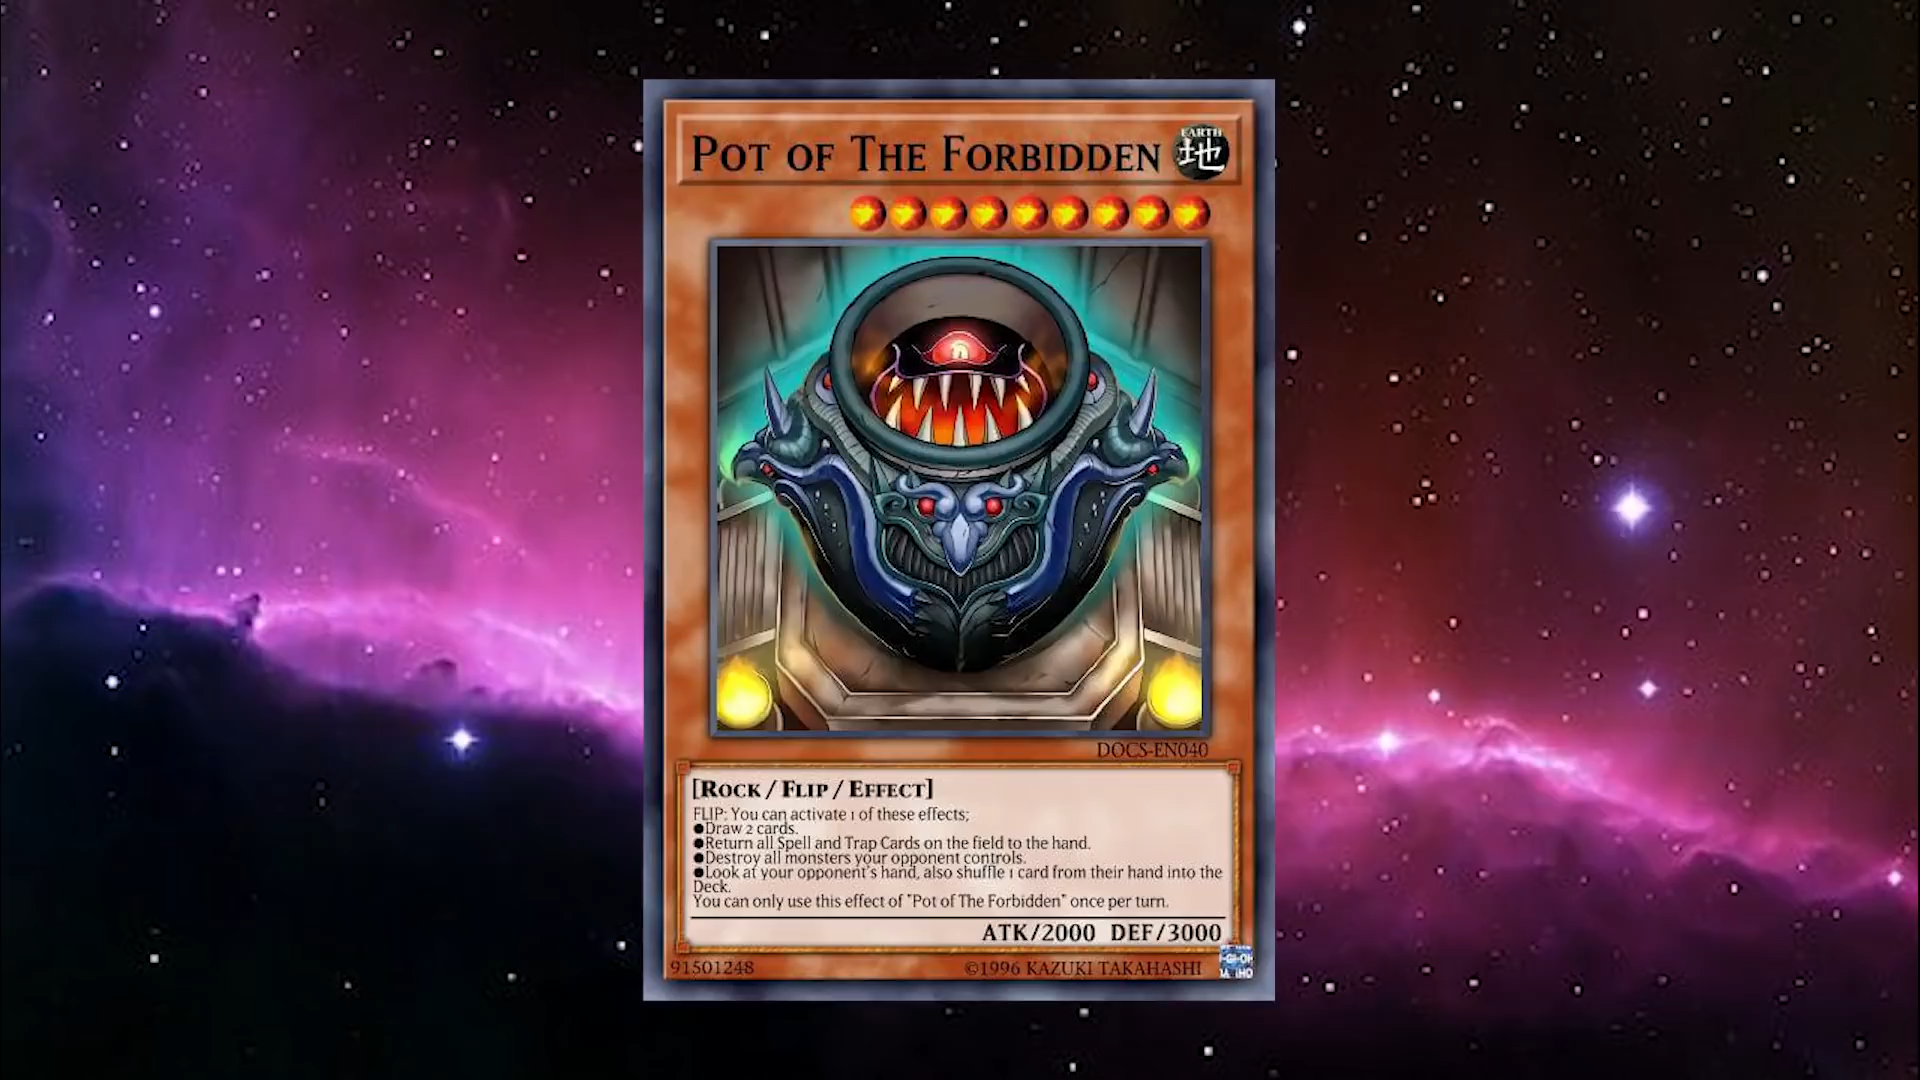 POT OF THE FORBIDDEN
EARTH
地
DOCS-EN040
[ROCK / FLIP / EFFECT]
FLIP: You can activate 1 of these effects;
●Draw 2 cards.
●Return all Spell and Trap Cards on the field to the hand.
●Destroy all monsters your opponent controls.
●Look at your opponent's hand, also shuffle 1 card from their hand into the
Deck.
You can only use this effect of "Pot of The Forbidden" once per turn.
ATK/2000 DEF/3000
91501248
©1996 KAZUKI TAKAHASHI